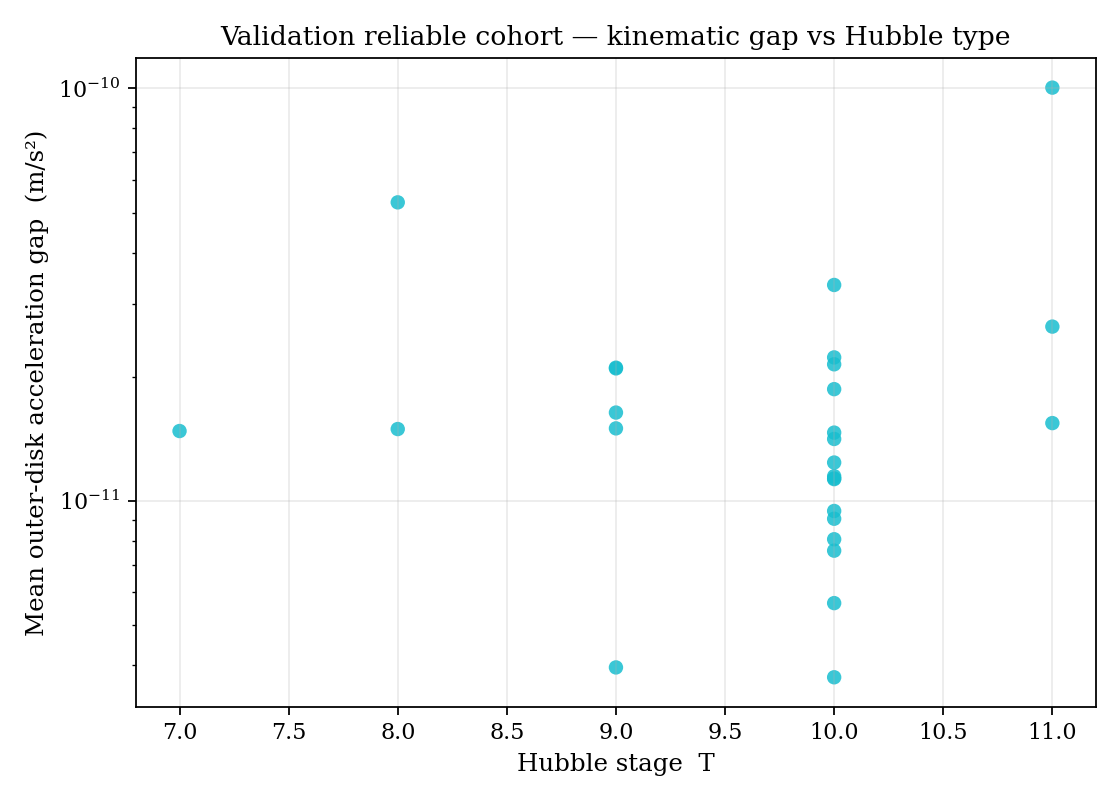 Validation reliable cohort — kinematic gap vs Hubble type
Mean outer-disk acceleration gap (m/s²)
10⁻¹⁰
10⁻¹¹
7.0 7.5 8.0 8.5 9.0 9.5 10.0 10.5 11.0
Hubble stage T